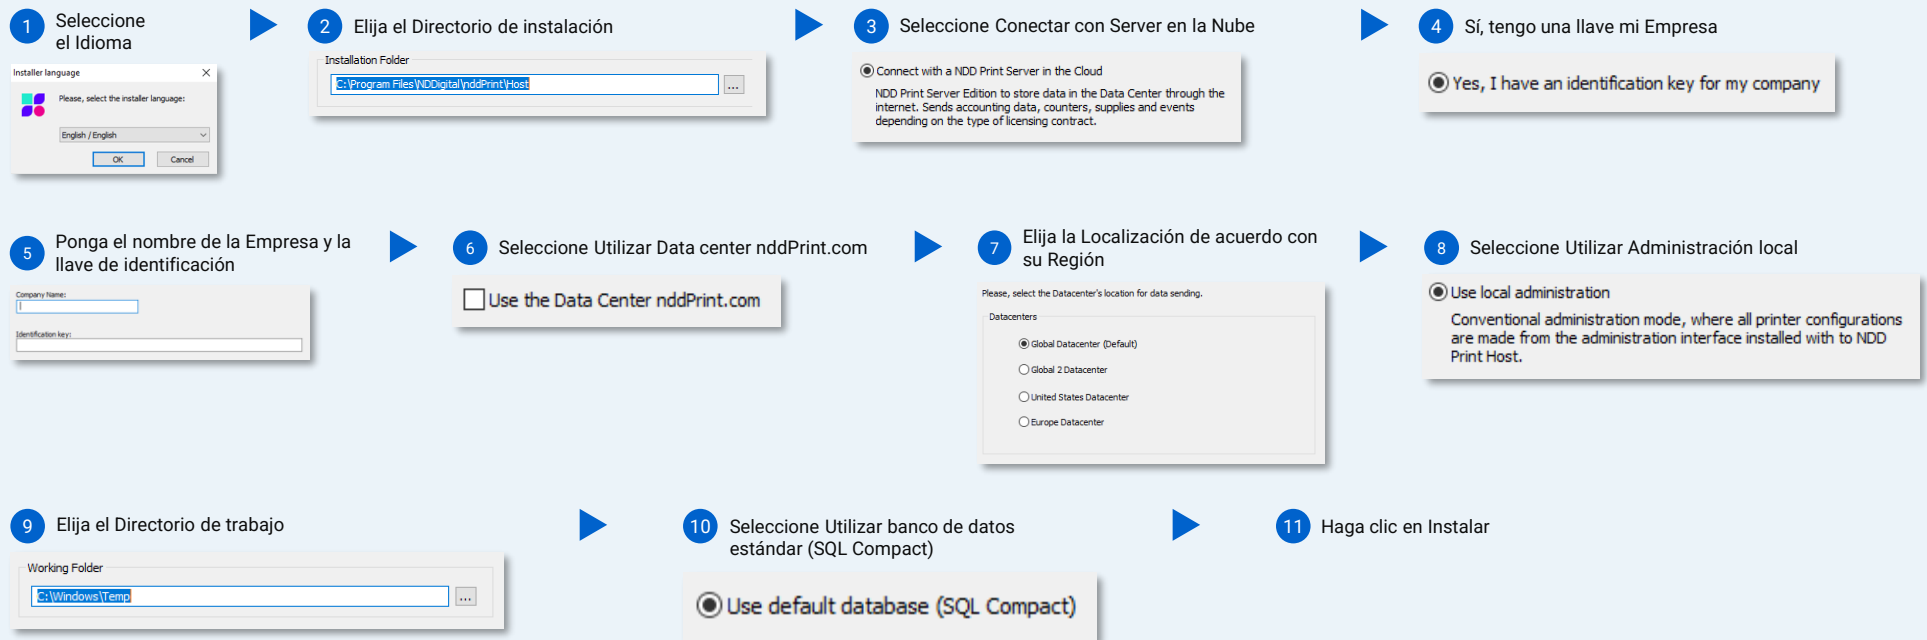 1
Seleccione
el Idioma
Installer language
Please, select the installer language:
English / English
OK
Cancel
2
Elija el Directorio de instalación
Installation Folder
C:\Program Files\NDDigital\nddPrint\Host
...
3
Seleccione Conectar con Server en la Nube
Connect with a NDD Print Server in the Cloud
NDD Print Server Edition to store data in the Data Center through the
internet. Sends accounting data, counters, supplies and events
depending on the type of licensing contract.
4
Sí, tengo una llave mi Empresa
Yes, I have an identification key for my company
5
Ponga el nombre de la Empresa y la
llave de identificación
Company Name:
Identification key:
6
Seleccione Utilizar Data center nddPrint.com
Use the Data Center nddPrint.com
7
Elija la Localización de acuerdo con
su Región
Please, select the Datacenter's location for data sending.
Datacenters
Global Datacenter (Default)
Global 2 Datacenter
United States Datacenter
Europe Datacenter
8
Seleccione Utilizar Administración local
Use local administration
Conventional administration mode, where all printer configurations
are made from the administration interface installed with to NDD
Print Host.
9
Elija el Directorio de trabajo
Working Folder
C:\Windows\Temp
...
10
Seleccione Utilizar banco de datos
estándar (SQL Compact)
Use default database (SQL Compact)
11
Haga clic en Instalar